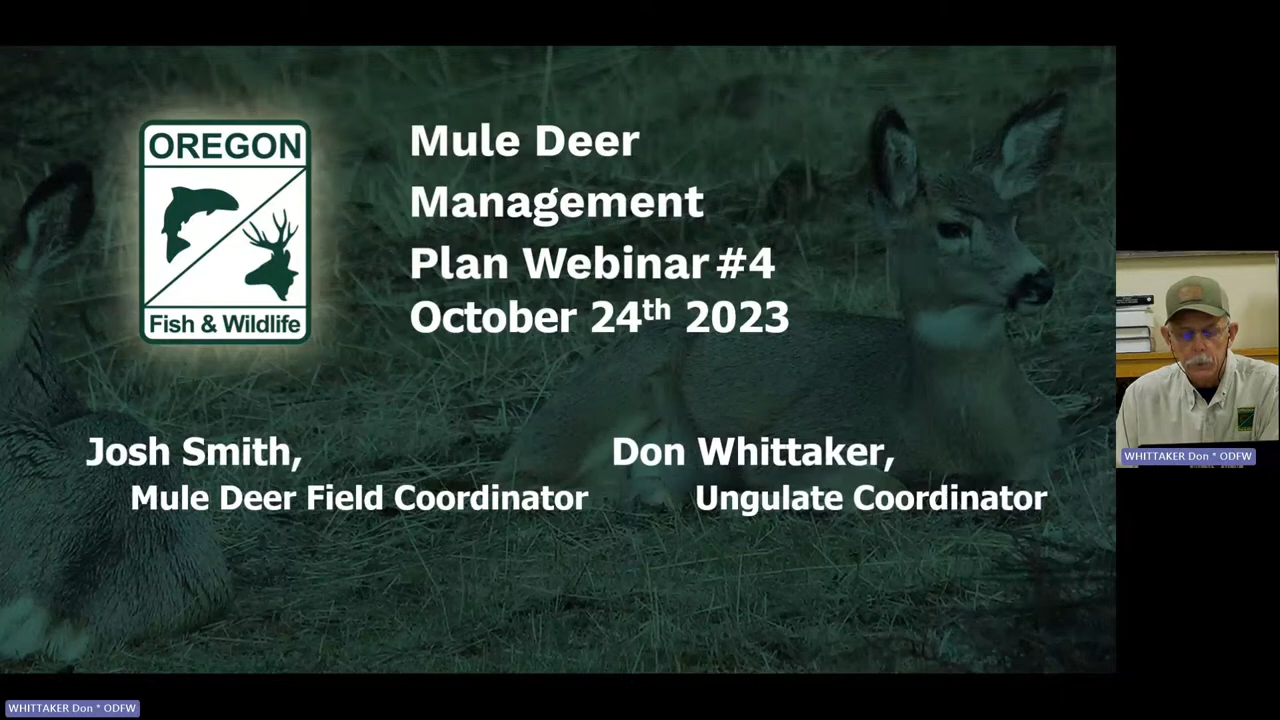 OREGON
Fish & Wildlife
Mule Deer
Management
Plan Webinar #4
October 24th 2023
Josh Smith,
Mule Deer Field Coordinator
Don Whittaker,
Ungulate Coordinator
WHITTAKER Don * ODFW
WHITTAKER Don * ODFW